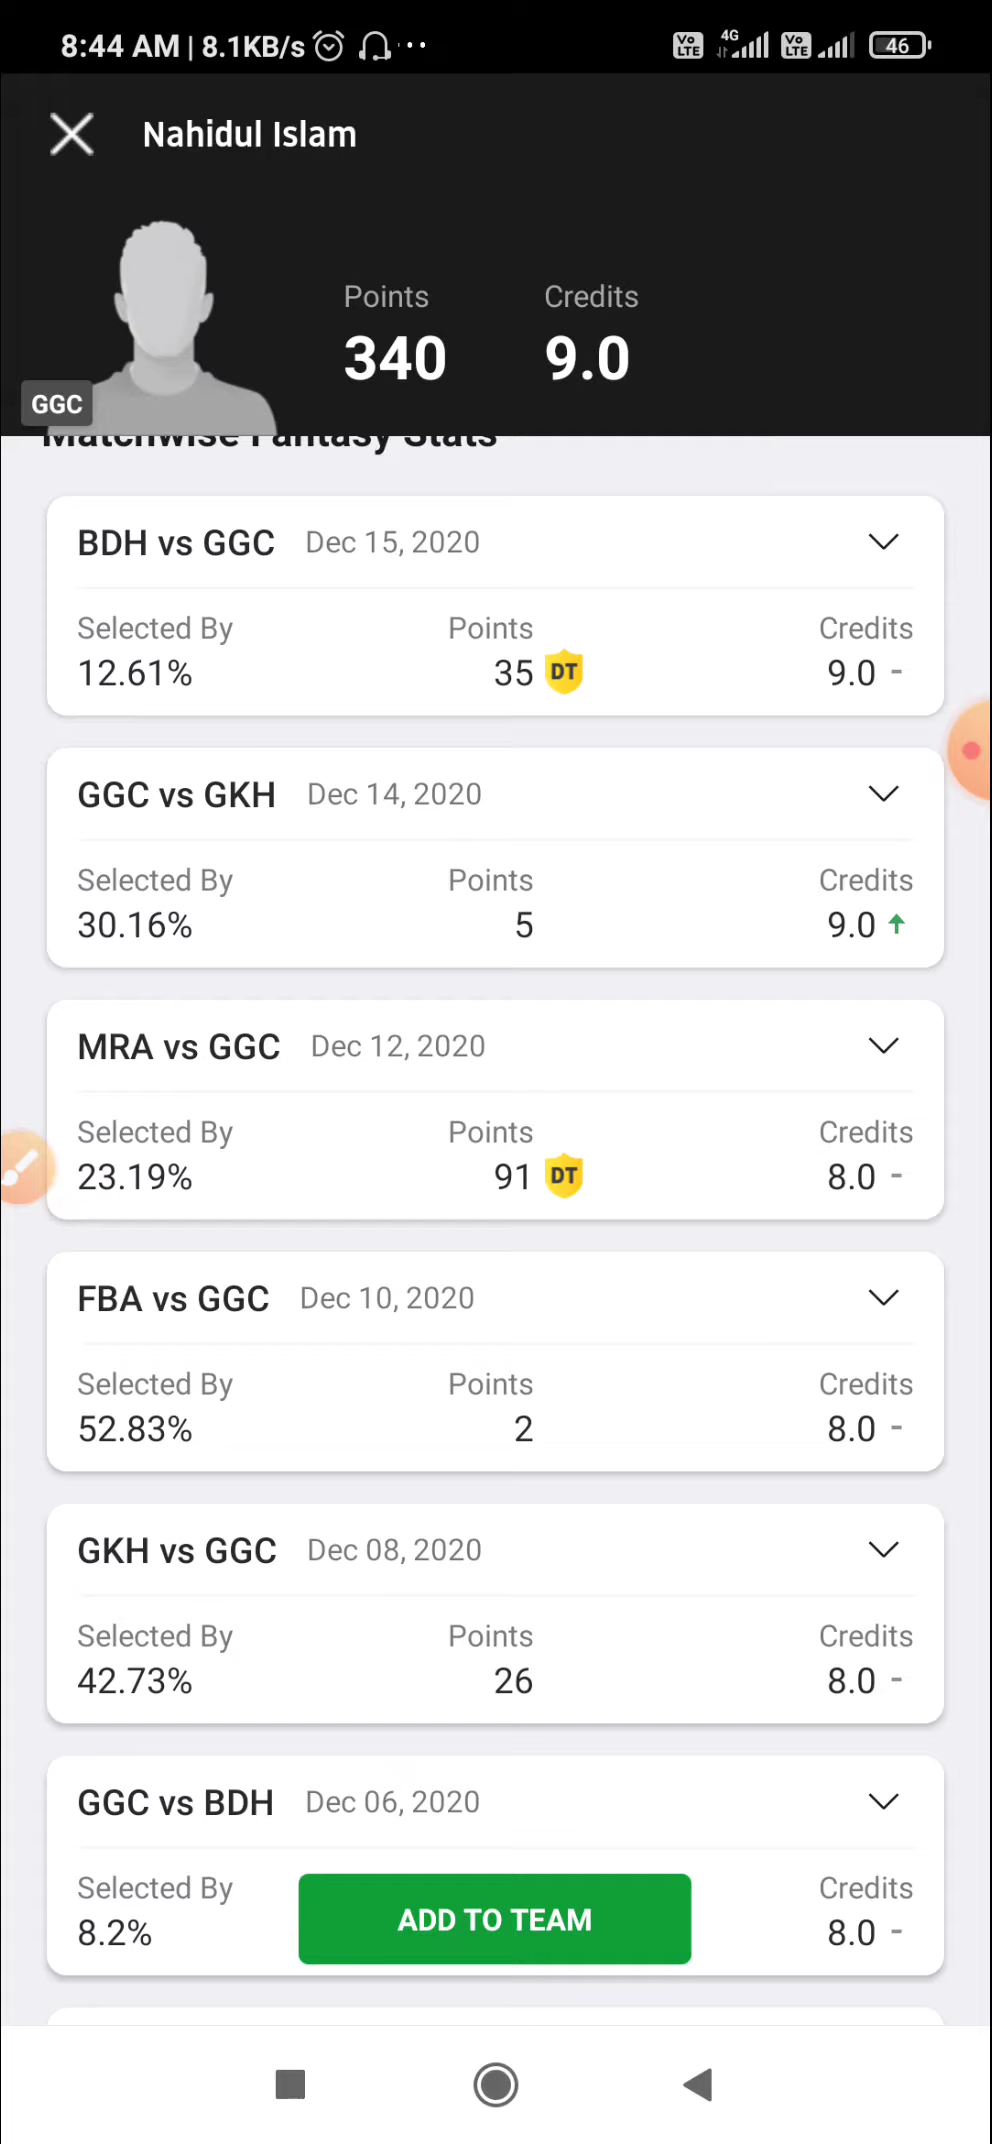 8:44 AM | 8.1KB/s
Vo LTE 4G Vo LTE 46
Nahidul Islam
Points Credits
340 9.0
GGC
Matchwise Fantasy Stats
BDH vs GGC Dec 15, 2020
Selected By Points Credits
12.61% 35 DT 9.0 -
GGC vs GKH Dec 14, 2020
Selected By Points Credits
30.16% 5 9.0 ↑
MRA vs GGC Dec 12, 2020
Selected By Points Credits
23.19% 91 DT 8.0 -
FBA vs GGC Dec 10, 2020
Selected By Points Credits
52.83% 2 8.0 -
GKH vs GGC Dec 08, 2020
Selected By Points Credits
42.73% 26 8.0 -
GGC vs BDH Dec 06, 2020
Selected By Credits
8.2% 8.0 -
ADD TO TEAM